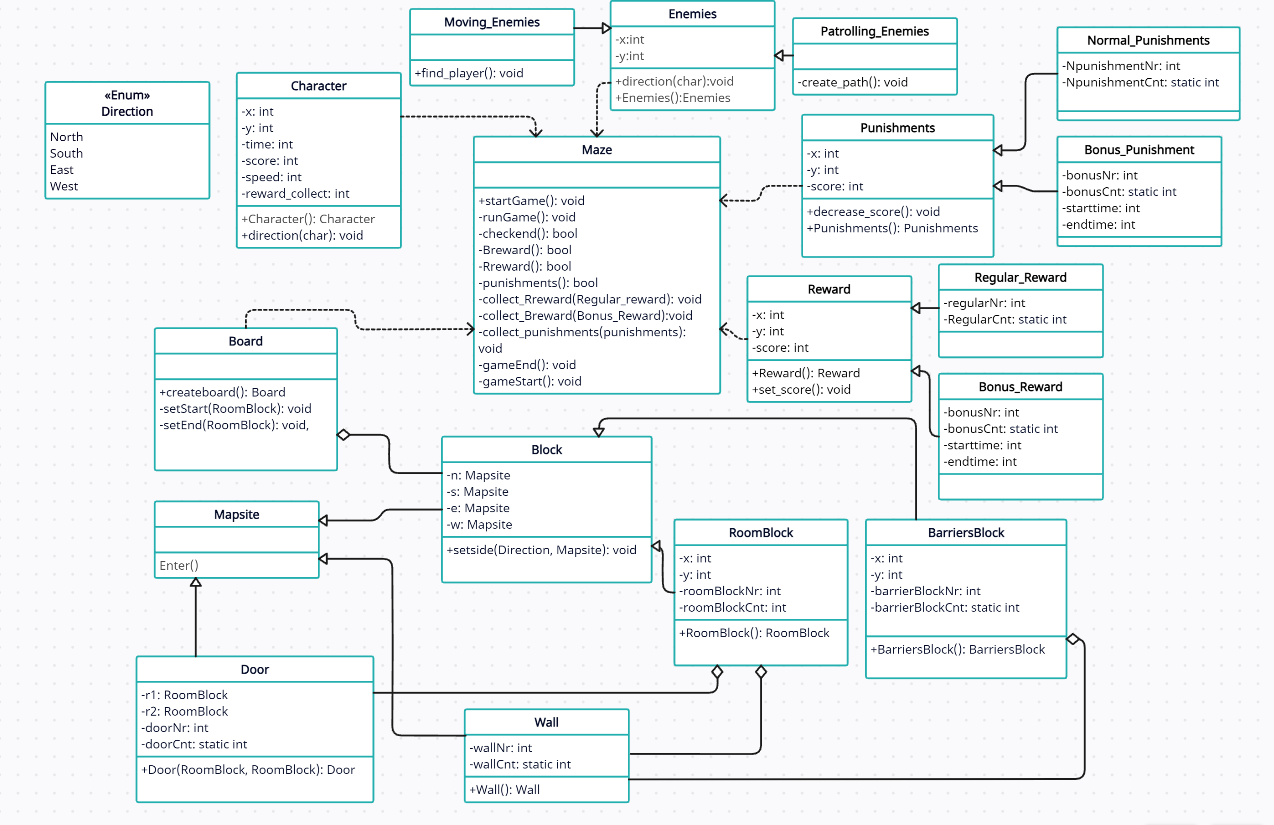 Moving_Enemies
+find_player(): void
Enemies
-x:int
-y:int
+direction(char):void
+Enemies():Enemies
Patrolling_Enemies
-create_path(): void
Normal_Punishments
-NpunishmentNr: int
-NpunishmentCnt: static int
«Enum»
Direction
North
South
East
West
Character
-x: int
-y: int
-time: int
-score: int
-speed: int
-reward_collect: int
+Character(): Character
+direction(char): void
Maze
+startGame(): void
-runGame(): void
-checkend(): bool
-Breward(): bool
-Rreward(): bool
-punishments(): bool
-collect_Rreward(Regular_reward): void
-collect_Breward(Bonus_Reward):void
-collect_punishments(punishments):
void
-gameEnd(): void
-gameStart(): void
Punishments
-x: int
-y: int
-score: int
+decrease_score(): void
+Punishments(): Punishments
Bonus_Punishment
-bonusNr: int
-bonusCnt: static int
-starttime: int
-endtime: int
Reward
-x: int
-y: int
-score: int
+Reward(): Reward
+set_score(): void
Regular_Reward
-regularNr: int
-RegularCnt: static int
Bonus_Reward
-bonusNr: int
-bonusCnt: static int
-starttime: int
-endtime: int
Board
+createboard(): Board
-setStart(RoomBlock): void
-setEnd(RoomBlock): void,
Block
-n: Mapsite
-s: Mapsite
-e: Mapsite
-w: Mapsite
+setside(Direction, Mapsite): void
Mapsite
Enter()
RoomBlock
-x: int
-y: int
-roomBlockNr: int
-roomBlockCnt: int
+RoomBlock(): RoomBlock
BarriersBlock
-x: int
-y: int
-barrierBlockNr: int
-barrierBlockCnt: static int
+BarriersBlock(): BarriersBlock
Door
-r1: RoomBlock
-r2: RoomBlock
-doorNr: int
-doorCnt: static int
+Door(RoomBlock, RoomBlock): Door
Wall
-wallNr: int
-wallCnt: static int
+Wall(): Wall